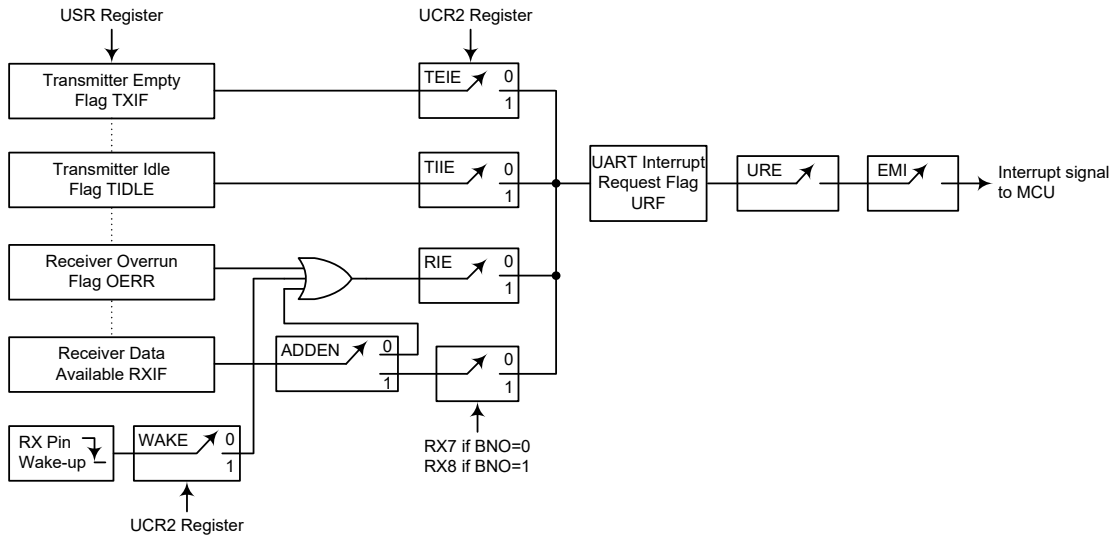 USR Register
UCR2 Register
Transmitter Empty
Flag TXIF
TEIE
0
1
Transmitter Idle
Flag TIDLE
TIIE
0
1
UART Interrupt
Request Flag
URF
URE
EMI
Interrupt signal
to MCU
Receiver Overrun
Flag OERR
RIE
0
1
Receiver Data
Available RXIF
ADDEN
0
1
0
1
RX7 if BNO=0
RX8 if BNO=1
RX Pin
Wake-up
WAKE
0
1
UCR2 Register